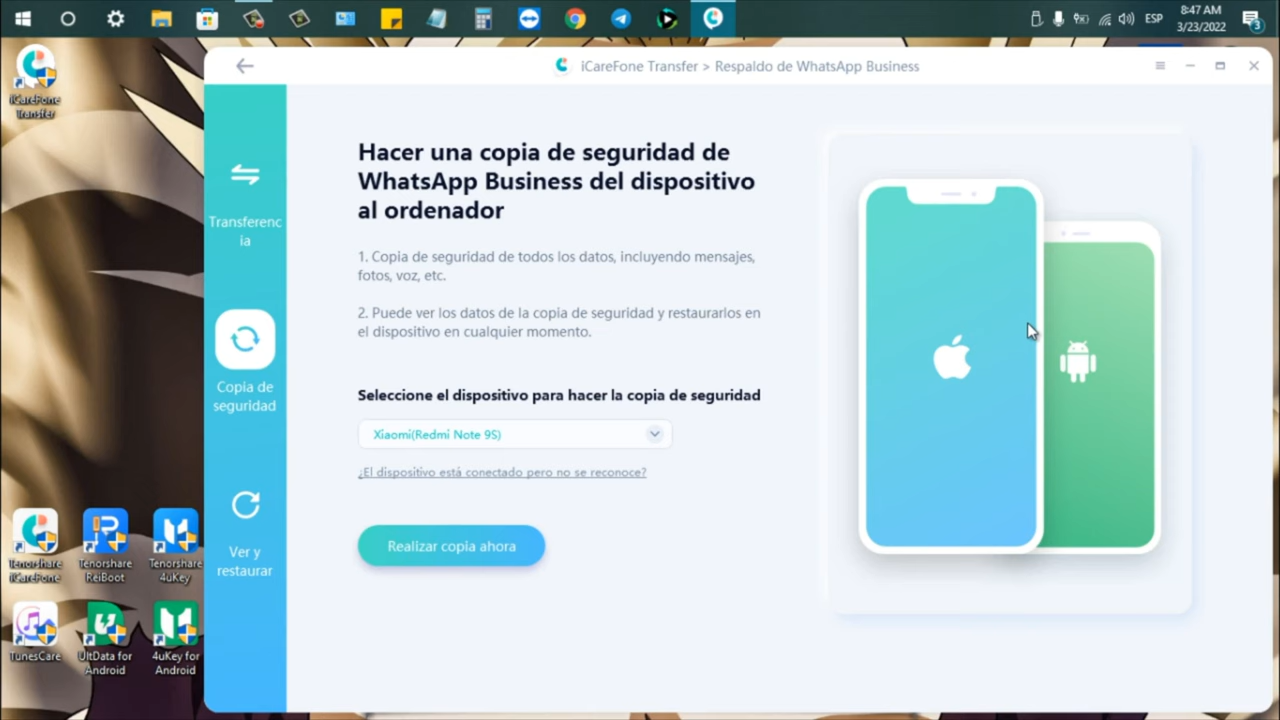 8:47 AM
ESP
3/23/2022
3
iCareFone Transfer > Respaldo de WhatsApp Business
iCareFone
Transfer
Transferenc
ia
Copia de
seguridad
Ver y
restaurar
Hacer una copia de seguridad de
WhatsApp Business del dispositivo
al ordenador
1. Copia de seguridad de todos los datos, incluyendo mensajes,
fotos, voz, etc.
2. Puede ver los datos de la copia de seguridad y restaurarlos en
el dispositivo en cualquier momento.
Seleccione el dispositivo para hacer la copia de seguridad
Xiaomi(Redmi Note 9S)
¿El dispositivo está conectado pero no se reconoce?
Realizar copia ahora
Tenorshare
iCareFone
Tenorshare
ReiBoot
Tenorshare
4uKey
TunesCare
UltData for
Android
4uKey for
Android